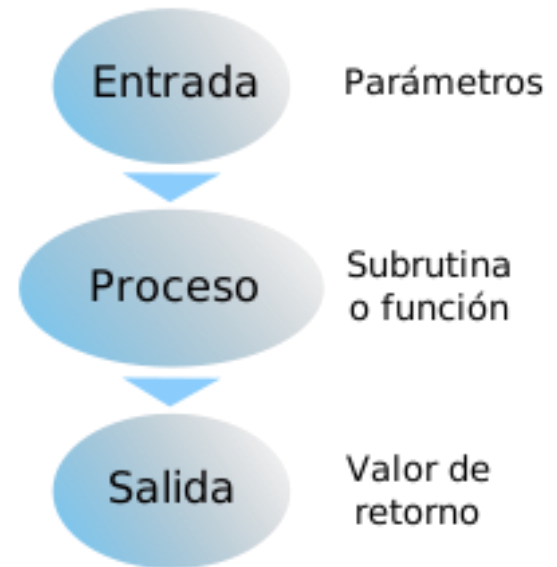 Entrada
Parámetros
Proceso
Subrutina
o función
Salida
Valor de
retorno